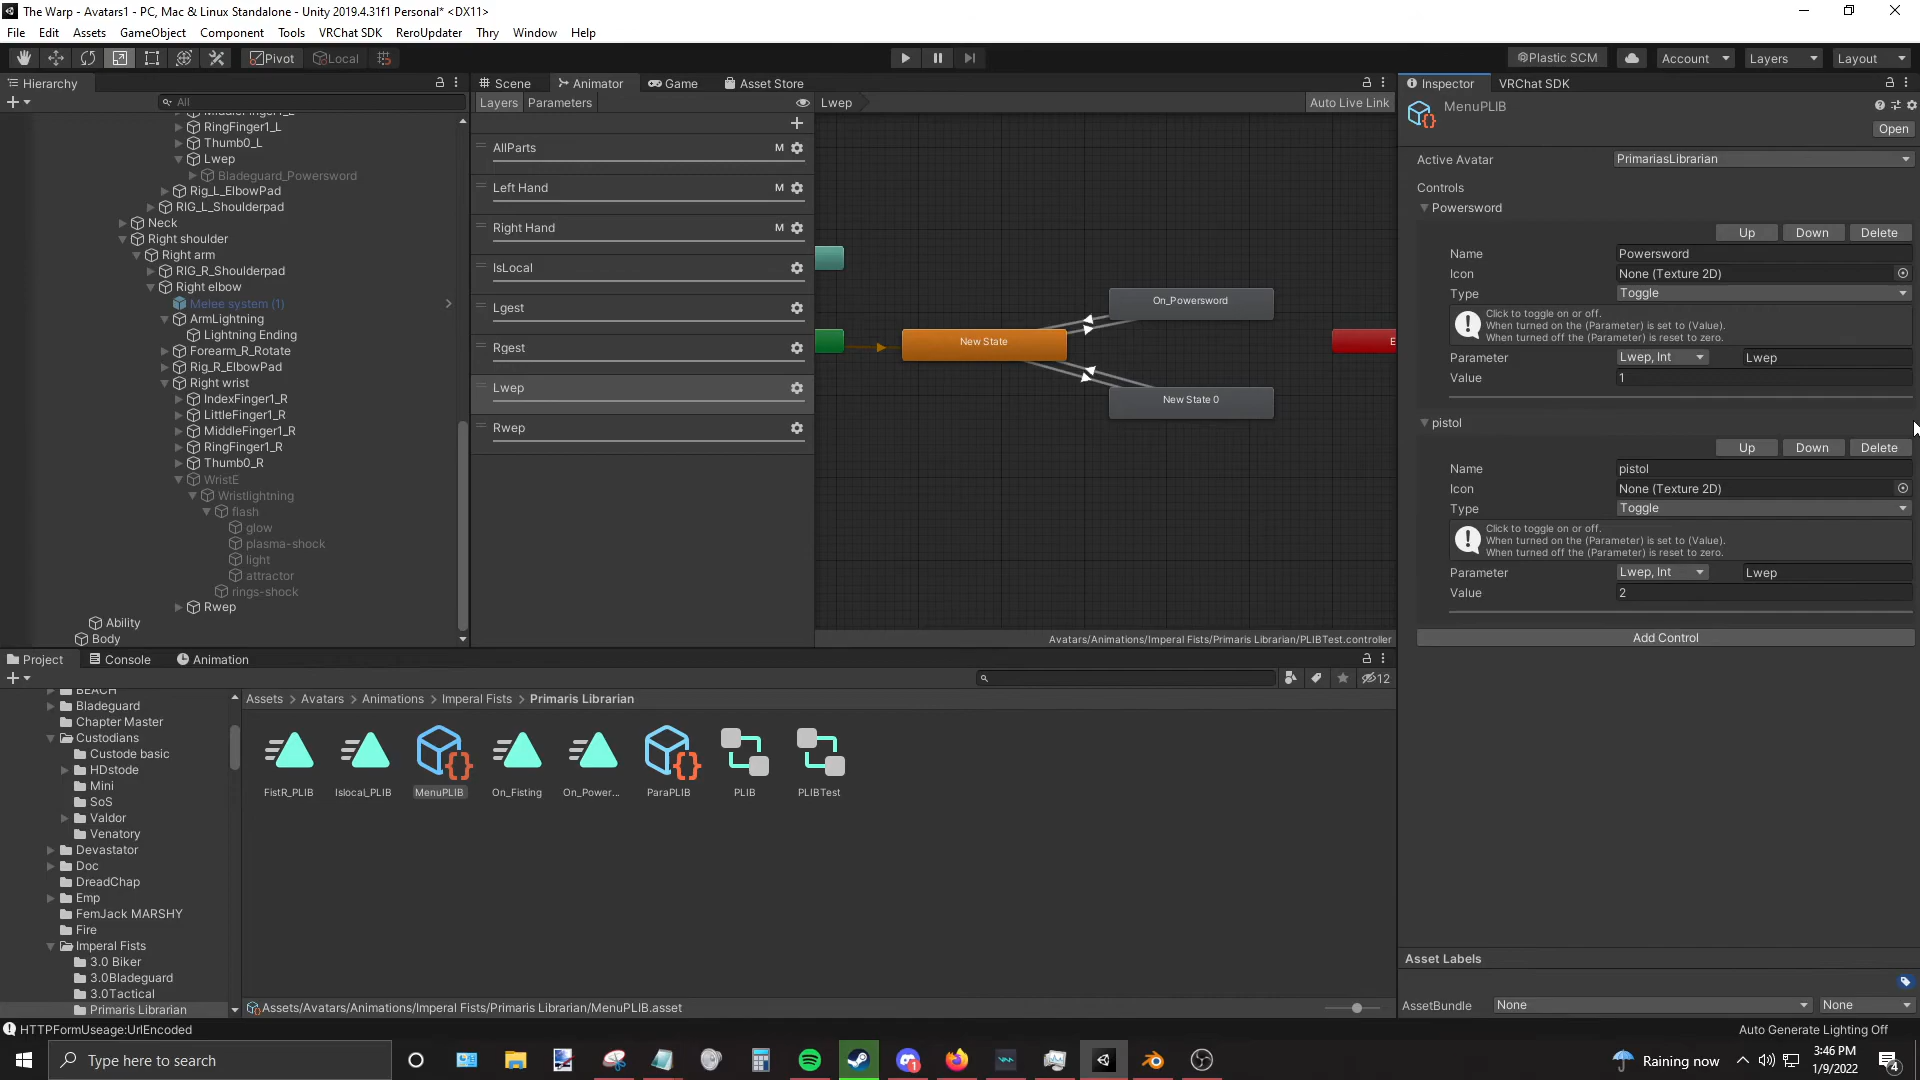 The Warp - Avatars1 - PC, Mac & Linux Standalone - Unity 2019.4.31f1 Personal* <DX11>
File Edit Assets GameObject Component Tools VRChat SDK ReroUpdater Thry Window Help
Pivot Local Plastic SCM Account Layers Layout
Hierarchy
All
RingFinger1_L
Thumb0_L
Lwep
Bladeguard_Powersword
Rig_L_ElbowPad
RIG_L_Shoulderpad
Neck
Right shoulder
Right arm
RIG_R_Shoulderpad
Right elbow
Melee system (1)
ArmLightning
Lightning Ending
Forearm_R_Rotate
Rig_R_ElbowPad
Right wrist
IndexFinger1_R
LittleFinger1_R
MiddleFinger1_R
RingFinger1_R
Thumb0_R
WristE
Wristlightning
flash
glow
plasma-shock
light
attractor
rings-shock
Rwep
Ability
Body
Scene Animator Game Asset Store
Layers Parameters Lwep Auto Live Link
AllParts M
Left Hand M
Right Hand M
IsLocal
Lgest
Rgest
Lwep
Rwep
On_Powersword
New State
E
New State 0
Avatars/Animations/Imperal Fists/Primaris Librarian/PLIBTest.controller
Inspector VRChat SDK
MenuPLIB
Open
Active Avatar PrimariasLibrarian
Controls
Powersword
Up Down Delete
Name Powersword
Icon None (Texture 2D)
Type Toggle
Click to toggle on or off.
When turned on the (Parameter) is set to (Value).
When turned off the (Parameter) is reset to zero.
Parameter Lwep, Int Lwep
Value 1
pistol
Up Down Delete
Name pistol
Icon None (Texture 2D)
Type Toggle
Click to toggle on or off.
When turned on the (Parameter) is set to (Value).
When turned off the (Parameter) is reset to zero.
Parameter Lwep, Int Lwep
Value 2
Add Control
Asset Labels
AssetBundle None None
Project Console Animation
12
BEACH
Bladeguard
Chapter Master
Custodians
Custode basic
HDstode
Mini
SoS
Valdor
Venatory
Devastator
Doc
DreadChap
Emp
FemJack MARSHY
Fire
Imperal Fists
3.0 Biker
3.0Bladeguard
3.0Tactical
Primaris Librarian
Assets > Avatars > Animations > Imperal Fists > Primaris Librarian
FistR_PLIB Islocal_PLIB MenuPLIB On_Fisting On_Power... ParaPLIB PLIB PLIBTest
Assets/Avatars/Animations/Imperal Fists/Primaris Librarian/MenuPLIB.asset
HTTPFormUseage:UrlEncoded
Auto Generate Lighting Off
Type here to search
Raining now
3:46 PM
1/9/2022
4